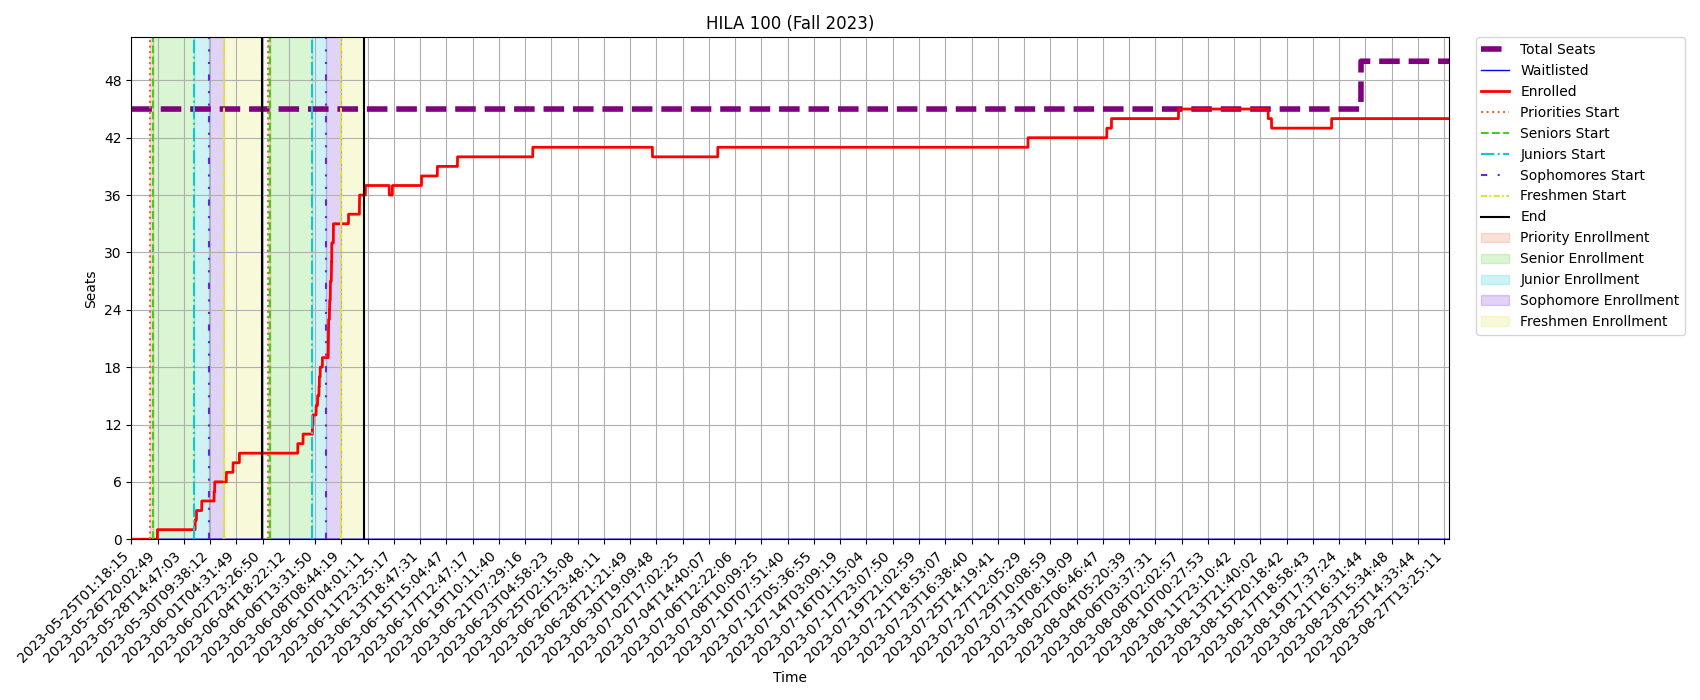 HILA 100 (Fall 2023)
Seats
48
42
36
30
24
18
12
6
0
2023-05-25T01:18:15
2023-05-26T20:02:49
2023-05-28T14:47:03
2023-05-30T09:38:12
2023-06-01T04:31:49
2023-06-02T23:26:50
2023-06-04T18:22:12
2023-06-06T13:31:50
2023-06-08T08:44:19
2023-06-10T04:01:11
2023-06-11T23:25:17
2023-06-13T18:47:31
2023-06-15T15:04:47
2023-06-17T12:47:17
2023-06-19T10:11:40
2023-06-21T07:29:16
2023-06-23T04:58:23
2023-06-25T02:15:08
2023-06-26T23:48:11
2023-06-28T21:21:49
2023-06-30T19:09:48
2023-07-02T17:02:25
2023-07-04T14:40:07
2023-07-06T12:22:06
2023-07-08T10:09:25
2023-07-10T07:51:40
2023-07-12T05:36:55
2023-07-14T03:09:19
2023-07-16T01:15:04
2023-07-17T23:07:50
2023-07-19T21:02:59
2023-07-21T18:53:07
2023-07-23T16:38:40
2023-07-25T14:19:41
2023-07-27T12:05:29
2023-07-29T10:08:59
2023-07-31T08:19:09
2023-08-02T06:46:47
2023-08-04T05:20:39
2023-08-06T03:37:31
2023-08-08T02:02:57
2023-08-10T00:27:53
2023-08-11T23:10:42
2023-08-13T21:40:02
2023-08-15T20:18:42
2023-08-17T18:58:43
2023-08-19T17:37:24
2023-08-21T16:31:44
2023-08-23T15:34:48
2023-08-25T14:33:44
2023-08-27T13:25:11
Time
Total Seats
Waitlisted
Enrolled
Priorities Start
Seniors Start
Juniors Start
Sophomores Start
Freshmen Start
End
Priority Enrollment
Senior Enrollment
Junior Enrollment
Sophomore Enrollment
Freshmen Enrollment